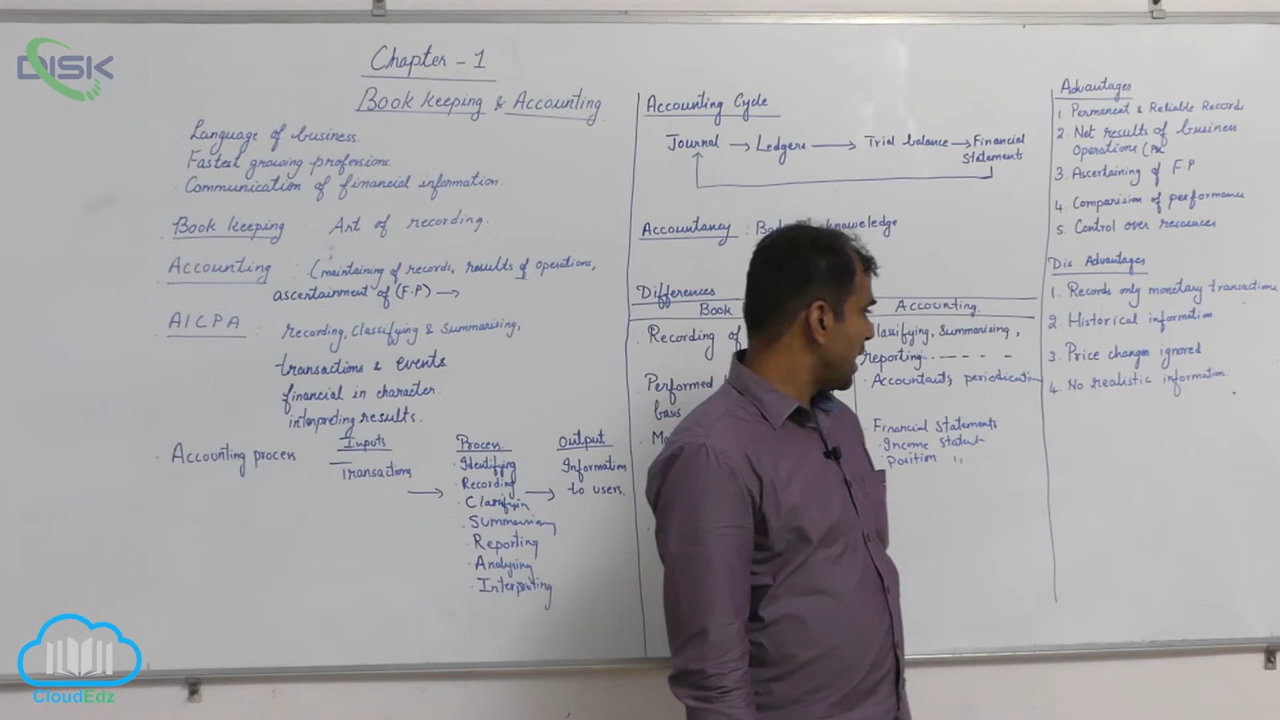 DISK
Chapter - 1
Book keeping & Accounting
Language of business.
Fastest growing professions.
Communication of financial information.
Book keeping : Art of recording.
Accounting : (maintaining of records, results of operations,
ascertainment of (F.P) →
AICPA : recording, Classifying & Summarising,
transactions & events
financial in character.
interpreting results.
· Accounting process
Inputs
Transactions
→
Process
· Identifying
· Recording
· Classifyin
· Summarising
· Reporting
· Analysing
· Interpreting
→
Output
Information
to users.
Accounting Cycle
Journal → Ledgers → Trial balance → Financial
Statements
Accountancy : knowledge
Differences
Book
Accounting
· Recording of
lassifying, Summarising,
reporting - - - - -
Performed
basis
Financial Statements
· Income Statent
· Position ,,
Advantages
1. Permanent & Reliable Records
2. Net results of business
Operations
3. Ascertaining of F.P
4. Comparision of performance
5. Control over resources
Dis Advantages
1. Records only monetary transactions
2. Historical information
3. Price changes ignored
4. No realistic information.
CloudEdz